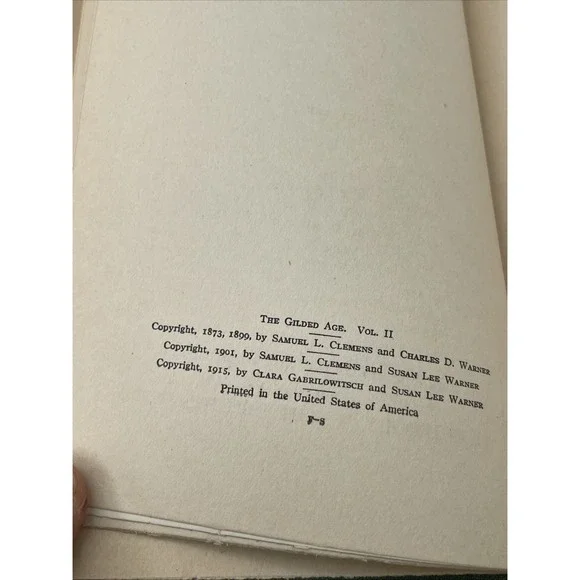 THE GILDED AGE. VOL. II
Copyright, 1873, 1899, by SAMUEL L. CLEMENS and CHARLES D. WARNER
Copyright, 1901, by SAMUEL L. CLEMENS and SUSAN LEE WARNER
Copyright, 1915, by CLARA GABRILOWITSCH and SUSAN LEE WARNER
Printed in the United States of America
F-S